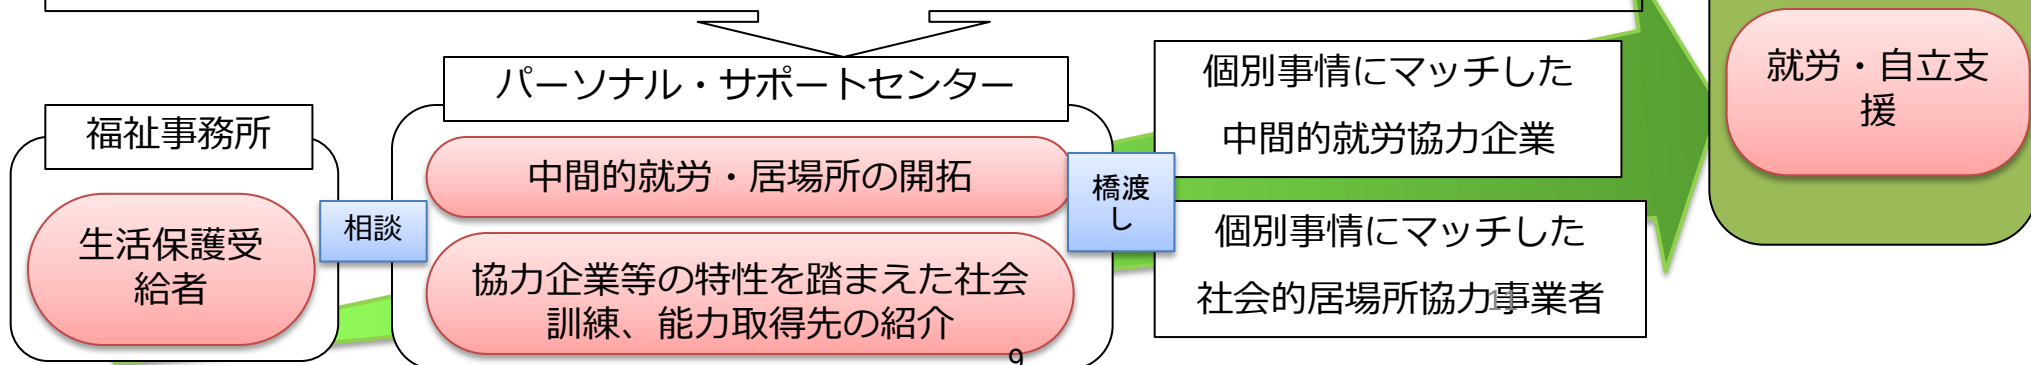 パーソナル・サポートセンター
福祉事務所
生活保護受
給者
相談
中間的就労・居場所の開拓
協力企業等の特性を踏まえた社会
訓練、能力取得先の紹介
9
橋渡
し
個別事情にマッチした
中間的就労協力企業
個別事情にマッチした
社会的居場所協力事業者
11
就労・自立支
援